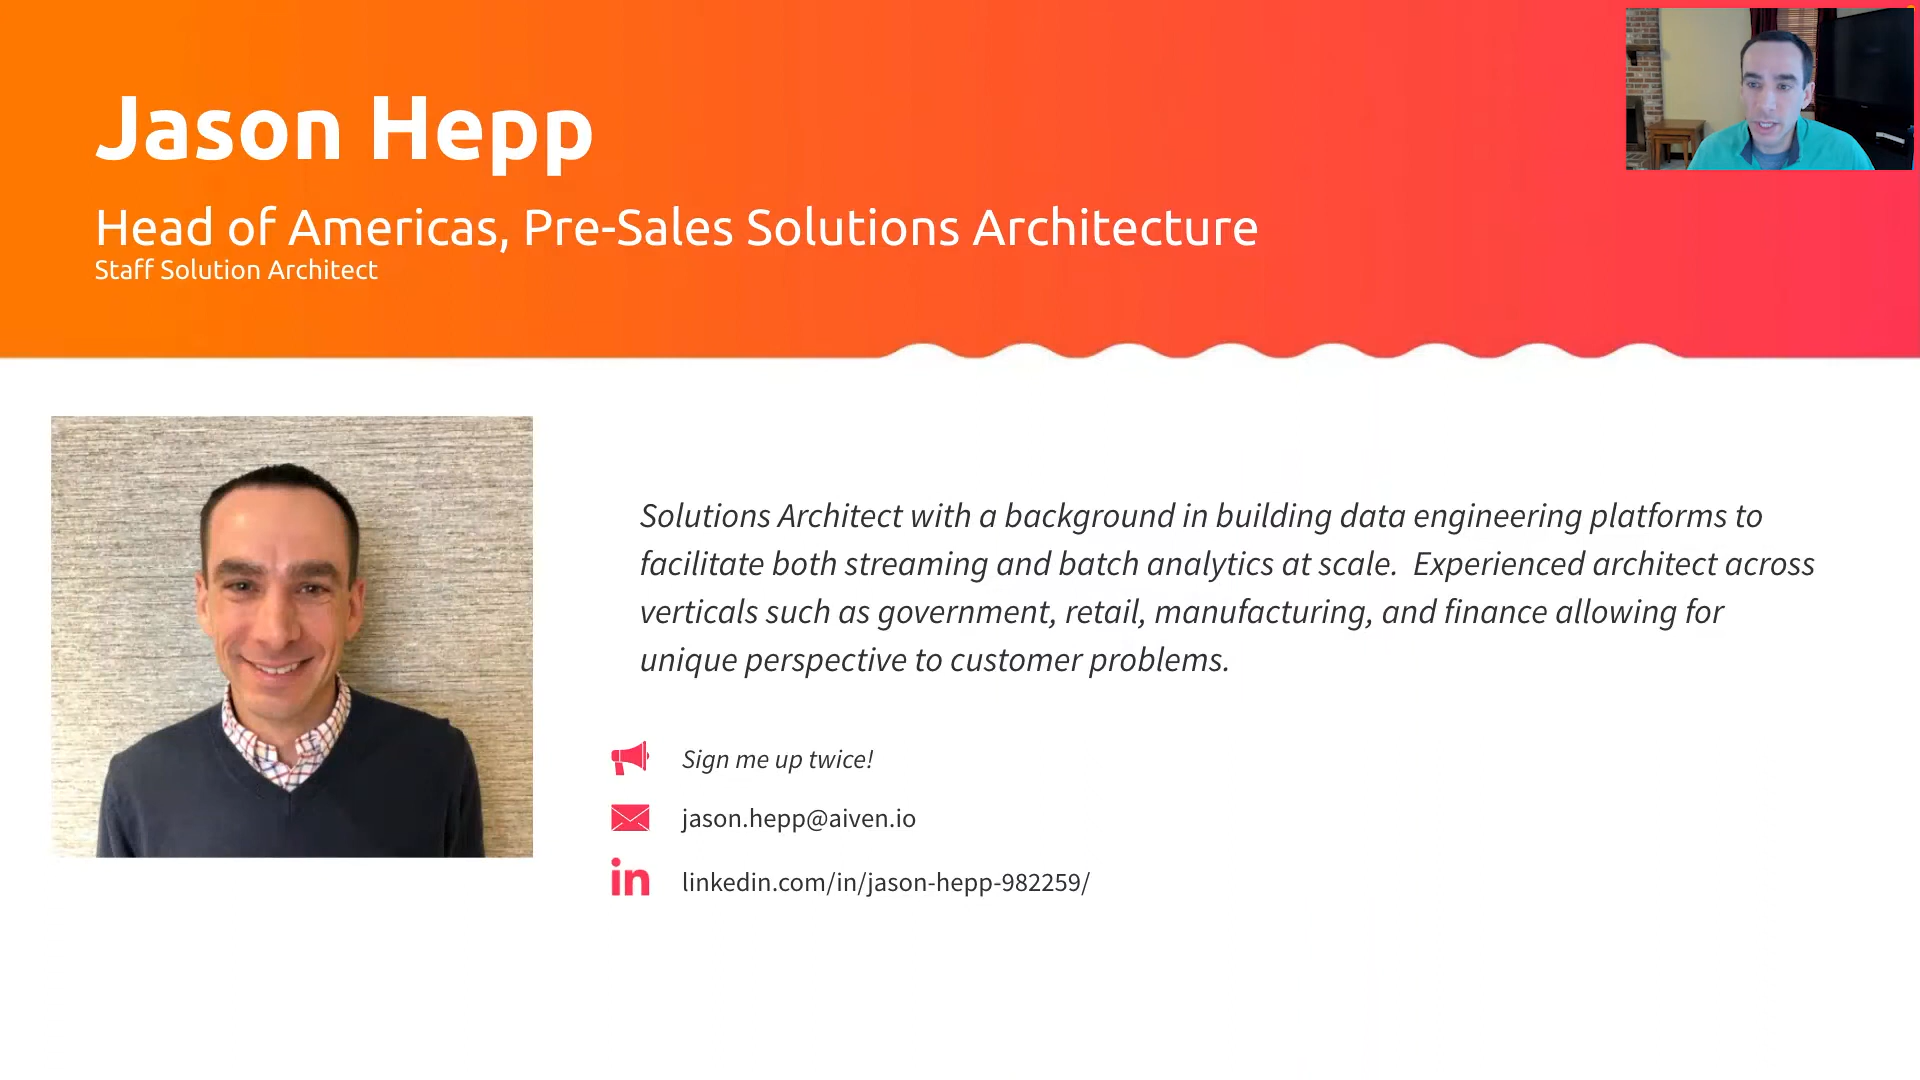 Jason Hepp
Head of Americas, Pre-Sales Solutions Architecture
Staff Solution Architect
Solutions Architect with a background in building data engineering platforms to
facilitate both streaming and batch analytics at scale.  Experienced architect across
verticals such as government, retail, manufacturing, and finance allowing for
unique perspective to customer problems.
Sign me up twice!
jason.hepp@aiven.io
in
linkedin.com/in/jason-hepp-982259/